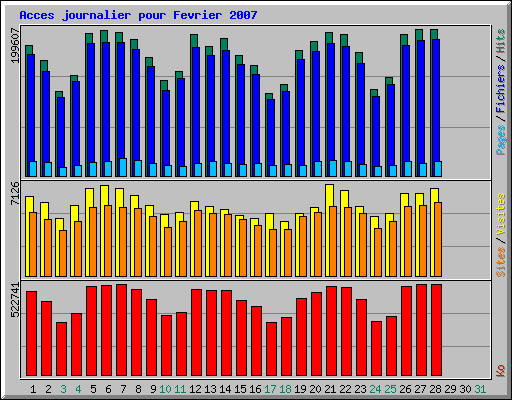 Acces journalier pour Fevrier 2007
199607
Pages / Fichiers / Hits
7126
Sites / Visites
522741
Ko
1 2 3 4 5 6 7 8 9 10 11 12 13 14 15 16 17 18 19 20 21 22 23 24 25 26 27 28 29 30 31